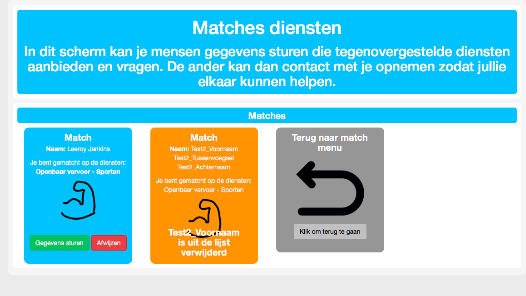 Matches diensten
In dit scherm kan je mensen gegevens sturen die tegenovergestelde diensten
aanbieden en vragen. De ander kan dan contact met je opnemen zodat jullie
elkaar kunnen helpen.
Matches
Match
Naam: Leeroy Jenkins
Je bent gematcht op de diensten:
Openbaar vervoer - Sporten
Gegevens sturen
Afwijzen
Match
Naam: Test2_Voornaam
Test2_Tussenvoegsel
Test2_Achternaam
Je bent gematcht op de diensten:
Openbaar vervoer - Sporten
Test2_Voornaam
is uit de lijst
verwijderd
Terug naar match
menu
Klik om terug te gaan